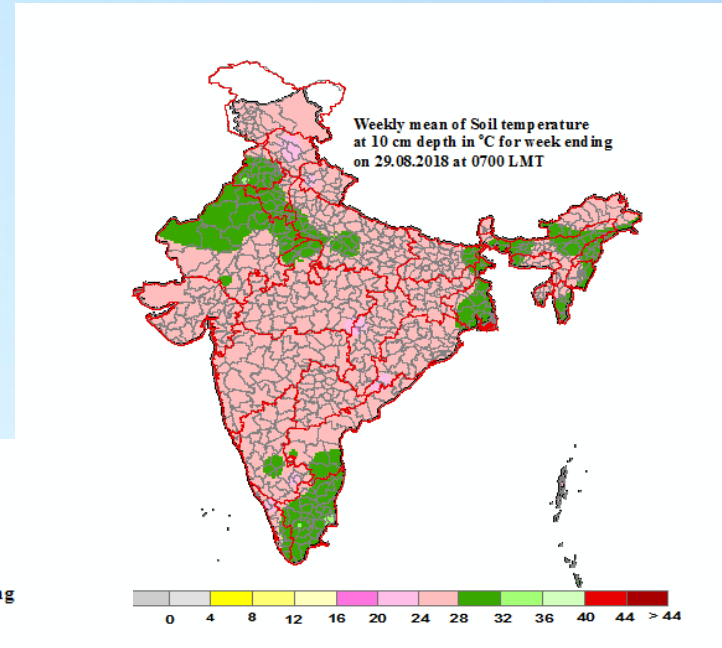 Weekly mean of Soil temperature
at 10 cm depth in °C for week ending
on 29.08.2018 at 0700 LMT
0 4 8 12 16 20 24 28 32 36 40 44 > 44